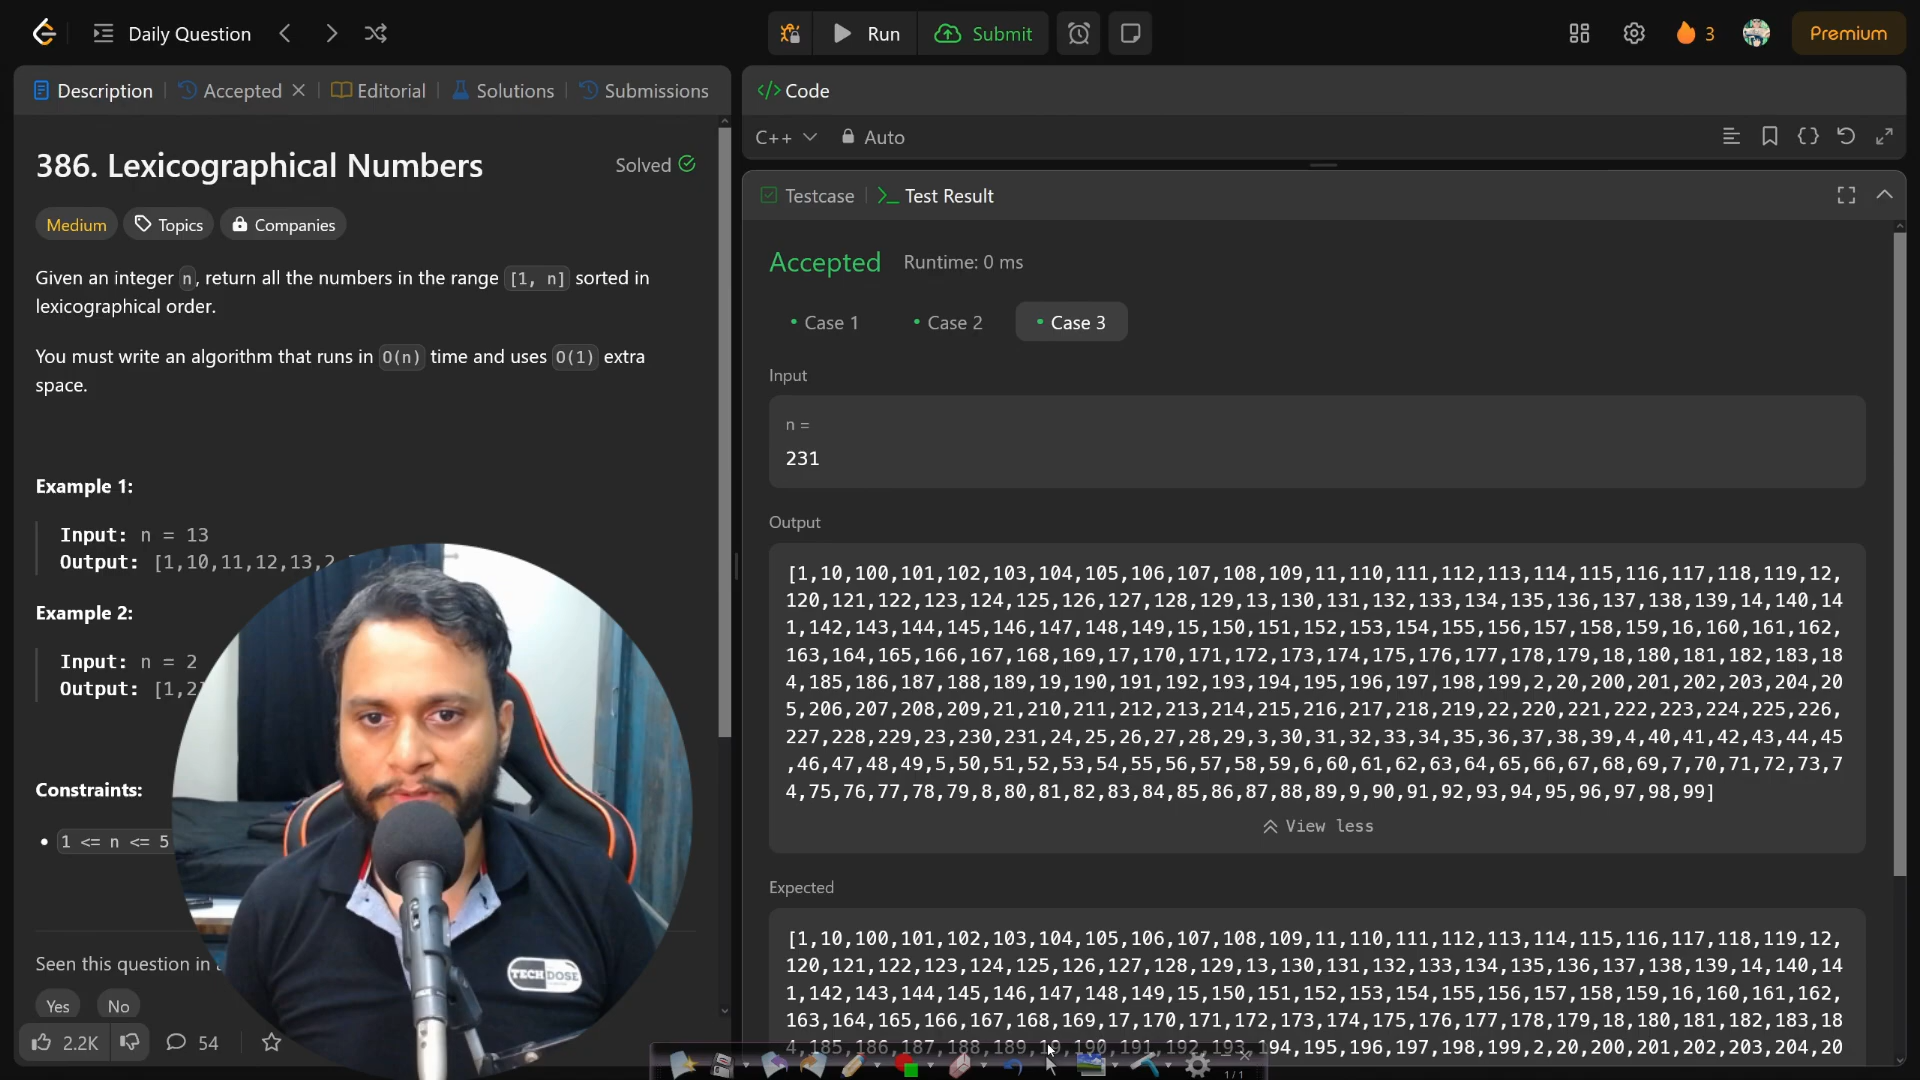 Daily Question
Run
Submit
3
Premium
Description
Accepted
Editorial
Solutions
Submissions
386. Lexicographical Numbers
Solved
Medium
Topics
Companies
Given an integer n, return all the numbers in the range [1, n] sorted in
lexicographical order.
You must write an algorithm that runs in O(n) time and uses O(1) extra
space.
Example 1:
Input: n = 13
Output: [1,10,11,12,13,2,
Example 2:
Input: n = 2
Output: [1,2
Constraints:
• 1 <= n <= 5
Seen this question in
Yes
No
2.2K
54
TECH DOSE
Code
C++
Auto
Testcase
Test Result
Accepted
Runtime: 0 ms
• Case 1
• Case 2
• Case 3
Input
n =
231
Output
[1,10,100,101,102,103,104,105,106,107,108,109,11,110,111,112,113,114,115,116,117,118,119,12,
120,121,122,123,124,125,126,127,128,129,13,130,131,132,133,134,135,136,137,138,139,14,140,14
1,142,143,144,145,146,147,148,149,15,150,151,152,153,154,155,156,157,158,159,16,160,161,162,
163,164,165,166,167,168,169,17,170,171,172,173,174,175,176,177,178,179,18,180,181,182,183,18
4,185,186,187,188,189,19,190,191,192,193,194,195,196,197,198,199,2,20,200,201,202,203,204,20
5,206,207,208,209,21,210,211,212,213,214,215,216,217,218,219,22,220,221,222,223,224,225,226,
227,228,229,23,230,231,24,25,26,27,28,29,3,30,31,32,33,34,35,36,37,38,39,4,40,41,42,43,44,45
,46,47,48,49,5,50,51,52,53,54,55,56,57,58,59,6,60,61,62,63,64,65,66,67,68,69,7,70,71,72,73,7
4,75,76,77,78,79,8,80,81,82,83,84,85,86,87,88,89,9,90,91,92,93,94,95,96,97,98,99]
View less
Expected
[1,10,100,101,102,103,104,105,106,107,108,109,11,110,111,112,113,114,115,116,117,118,119,12,
120,121,122,123,124,125,126,127,128,129,13,130,131,132,133,134,135,136,137,138,139,14,140,14
1,142,143,144,145,146,147,148,149,15,150,151,152,153,154,155,156,157,158,159,16,160,161,162,
163,164,165,166,167,168,169,17,170,171,172,173,174,175,176,177,178,179,18,180,181,182,183,18
4,185,186,187,188,189,19,190,191,192,193,194,195,196,197,198,199,2,20,200,201,202,203,204,20
1/1